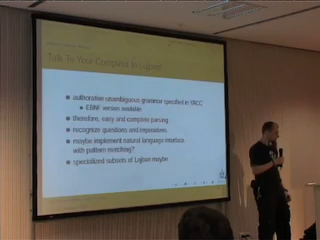 Talk To Your Computer In Lojban!
authoritative unambiguous grammar specified in YACC
EBNF version available
therefore, easy and complete parsing
recognize questions and imperatives
maybe implement natural language interface
with pattern matching?
specialized subsets of Lojban maybe